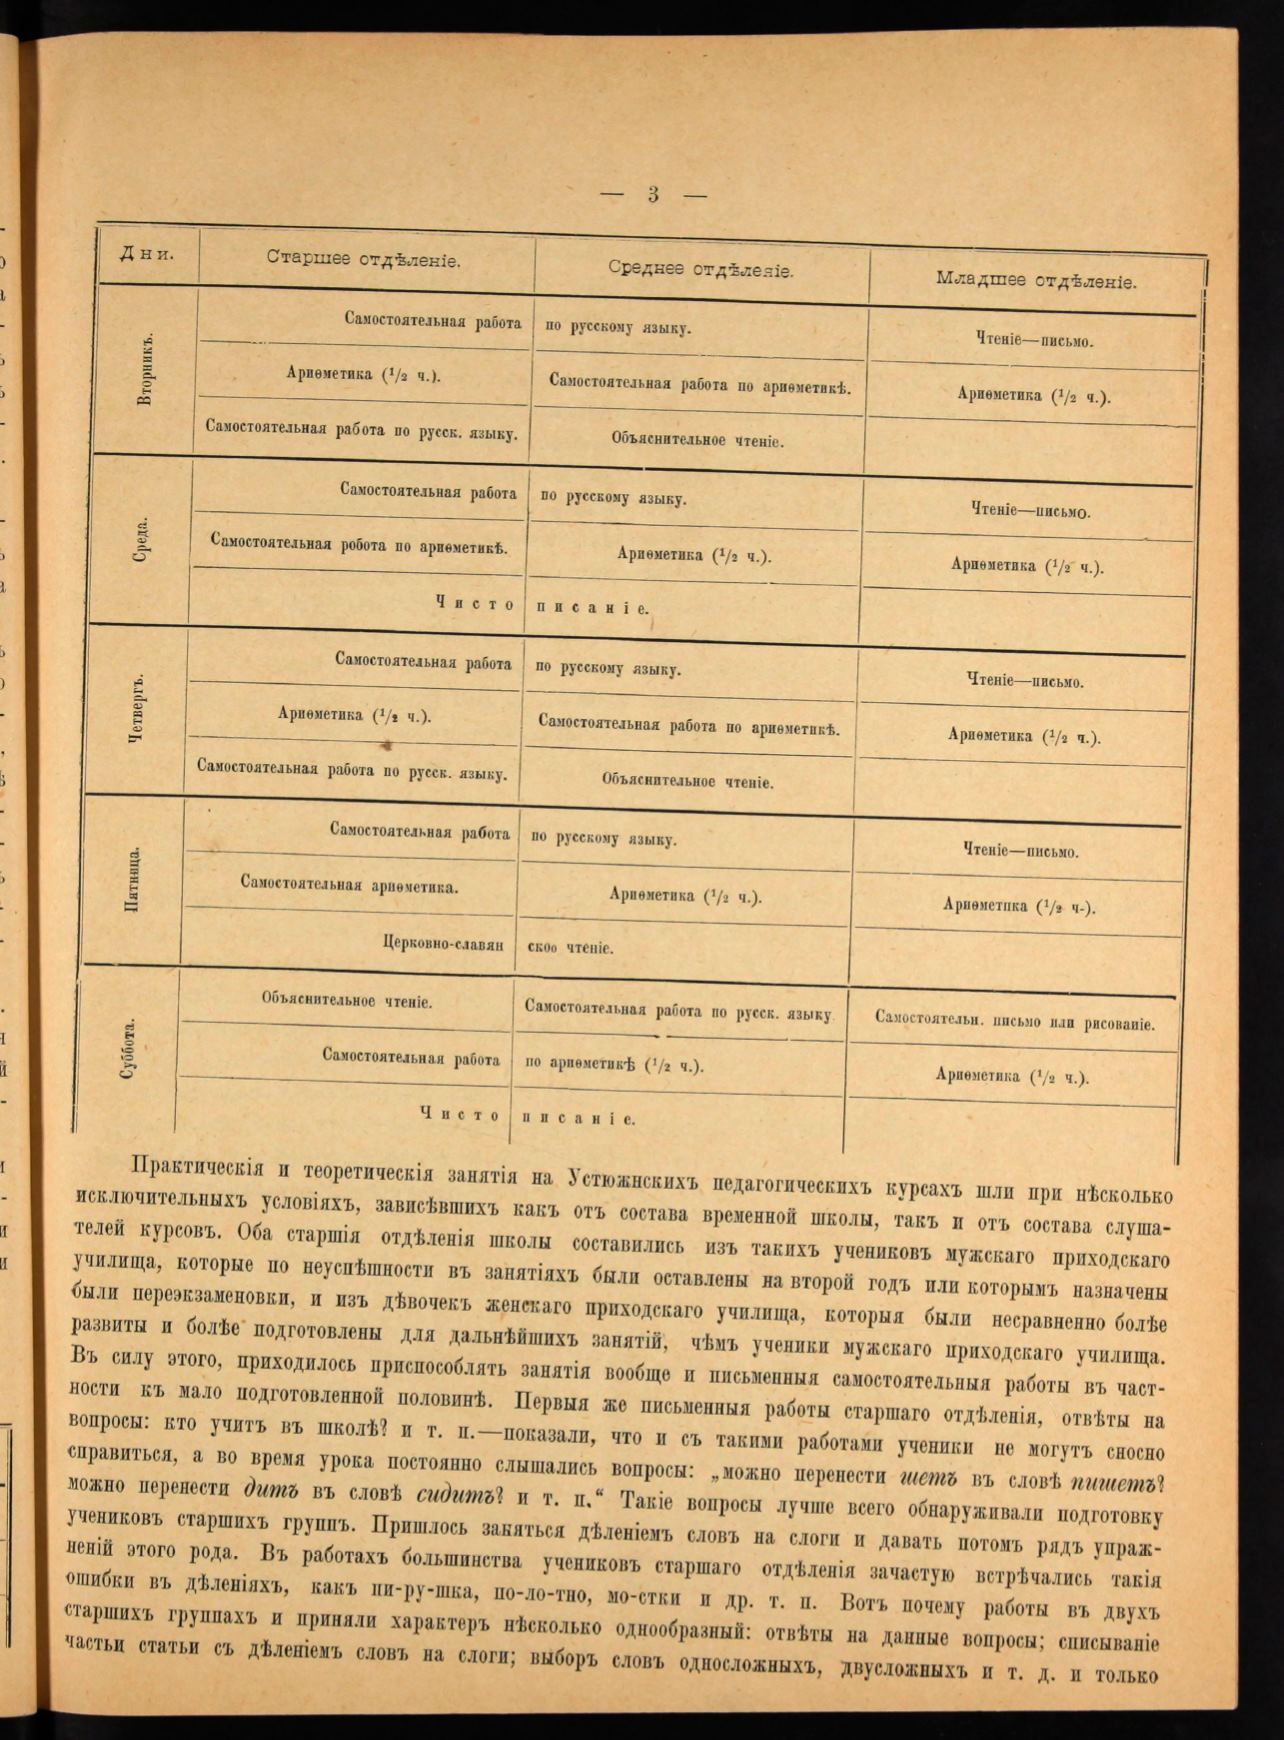 — 3 —
Дни. Старшее отдѣленіе. Среднее отдѣленіе. Младшее отдѣленіе.
Вторникъ.
Самостоятельная работа по русскому языку. Чтеніе—письмо.
Ариѳметика (1/2 ч.). Самостоятельная работа по ариѳметикѣ. Ариѳметика (1/2 ч.).
Самостоятельная работа по русск. языку. Объяснительное чтеніе.
Среда.
Самостоятельная работа по русскому языку. Чтеніе—письмо.
Самостоятельная робота по ариѳметикѣ. Ариѳметика (1/2 ч.). Ариѳметика (1/2 ч.).
Чисто писаніе.
Четвергъ.
Самостоятельная работа по русскому языку. Чтеніе—письмо.
Ариѳметика (1/2 ч.). Самостоятельная работа по ариѳметикѣ. Ариѳметика (1/2 ч.).
Самостоятельная работа по русск. языку. Объяснительное чтеніе.
Пятница.
Самостоятельная работа по русскому языку. Чтеніе—письмо.
Самостоятельная ариѳметика. Ариѳметика (1/2 ч.). Ариѳметика (1/2 ч-).
Церковно-славян ское чтеніе.
Суббота.
Объяснительное чтеніе. Самостоятельная работа по русск. языку Самостоятельн. письмо или рисованіе.
Самостоятельная работа по ариѳметикѣ (1/2 ч.). Ариѳметика (1/2 ч.).
Чисто писаніе.
Практическія и теоретическія занятія на Устюжнскихъ педагогическихъ курсахъ шли при нѣсколько
исключительныхъ условіяхъ, зависѣвшихъ какъ отъ состава временной школы, такъ и отъ состава слуша-
телей курсовъ. Оба старшія отдѣленія школы составились изъ такихъ учениковъ мужскаго приходскаго
училища, которые по неуспѣшности въ занятіяхъ были оставлены на второй годъ или которымъ назначены
были переэкзаменовки, и изъ дѣвочекъ женскаго приходскаго училища, которыя были несравненно болѣе
развиты и болѣе подготовлены для дальнѣйшихъ занятій, чѣмъ ученики мужскаго приходскаго училища.
Въ силу этого, приходилось приспособлять занятія вообще и письменныя самостоятельныя работы въ част-
ности къ мало подготовленной половинѣ. Первыя же письменныя работы старшаго отдѣленія, отвѣты на
вопросы: кто учитъ въ школѣ? и т. п.—показали, что и съ такими работами ученики не могутъ сносно
справиться, а во время урока постоянно слышались вопросы: „можно перенести шетъ въ словѣ пишетъ?
можно перенести дитъ въ словѣ сидитъ? и т. п.“ Такіе вопросы лучше всего обнаруживали подготовку
учениковъ старшихъ группъ. Пришлось заняться дѣленіемъ словъ на слоги и давать потомъ рядъ упраж-
неній этого рода. Въ работахъ большинства учениковъ старшаго отдѣленія зачастую встрѣчались такія
ошибки въ дѣленіяхъ, какъ пи-ру-шка, по-ло-тно, мо-стки и др. т. п. Вотъ почему работы въ двухъ
старшихъ группахъ и приняли характеръ нѣсколько однообразный: отвѣты на данные вопросы; списываніе
частьи статьи съ дѣленіемъ словъ на слоги; выборъ словъ односложныхъ, двусложныхъ и т. д. и только